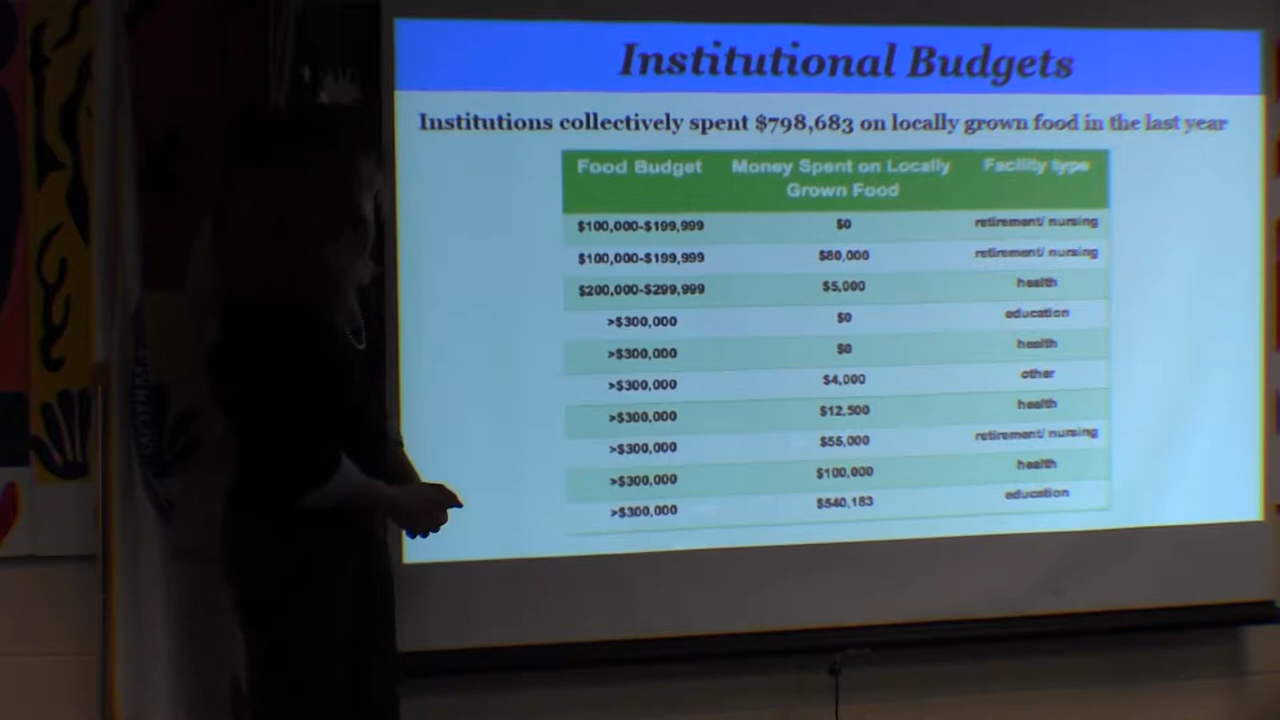 Institutional Budgets
Institutions collectively spent $798,683 on locally grown food in the last year
Food Budget Money Spent on Locally Grown Food Facility type
$100,000-$199,999 $0 retirement/ nursing
$100,000-$199,999 $80,000 retirement/ nursing
$200,000-$299,999 $5,000 health
>$300,000 $0 education
>$300,000 $0 health
>$300,000 $4,000 other
>$300,000 $12,500 health
>$300,000 $55,000 retirement/ nursing
>$300,000 $100,000 health
>$300,000 $540,183 education